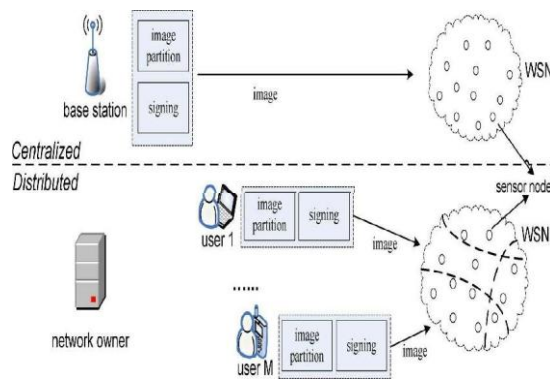 image
partition
signing
base station
image
WSN
Centralized
Distributed
sensor node
image
partition
signing
user 1
image
WSN
......
network owner
image
partition
signing
image
user M